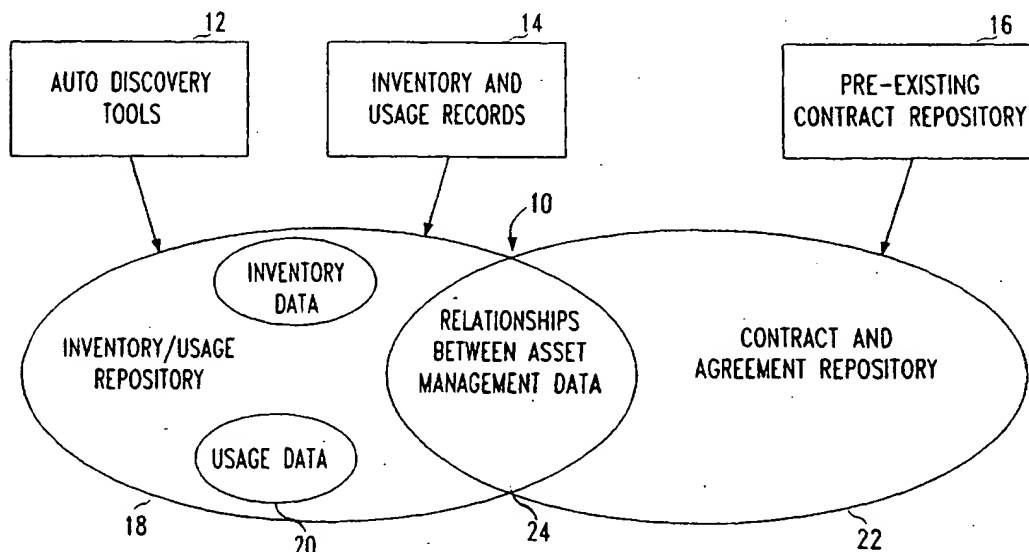 12
AUTO DISCOVERY
TOOLS
14
INVENTORY AND
USAGE RECORDS
16
PRE-EXISTING
CONTRACT REPOSITORY
10
INVENTORY
DATA
INVENTORY/USAGE
REPOSITORY
RELATIONSHIPS
BETWEEN ASSET
MANAGEMENT DATA
CONTRACT AND
AGREEMENT REPOSITORY
USAGE DATA
18
20
24
22